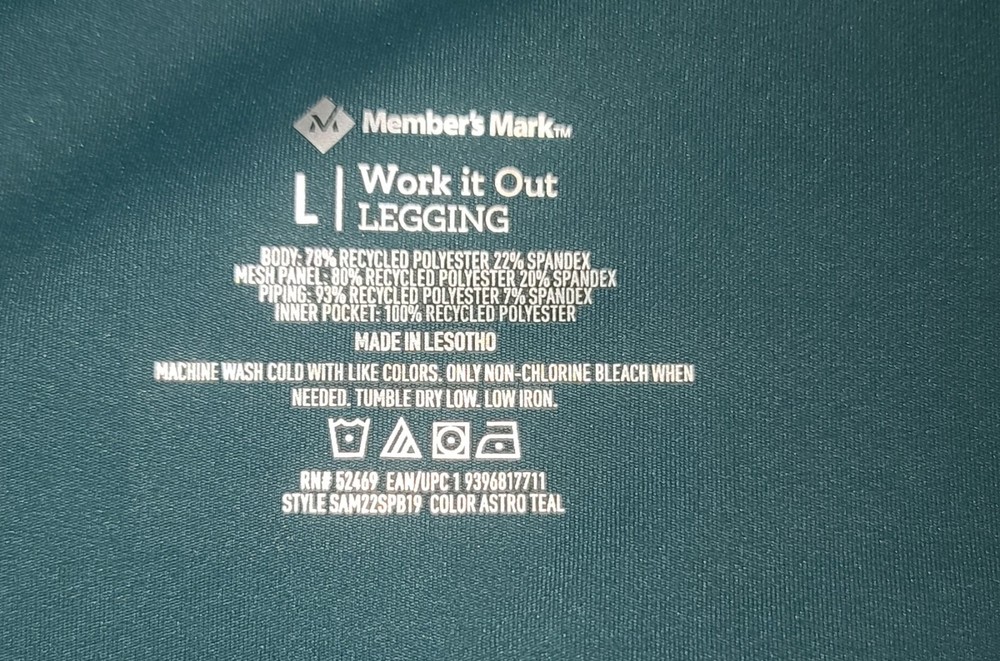 Member's Mark™
L Work it Out
LEGGING
BODY: 78% RECYCLED POLYESTER 22% SPANDEX
MESH PANEL: 80% RECYCLED POLYESTER 20% SPANDEX
PIPING: 93% RECYCLED POLYESTER 7% SPANDEX
INNER POCKET: 100% RECYCLED POLYESTER
MADE IN LESOTHO
MACHINE WASH COLD WITH LIKE COLORS. ONLY NON-CHLORINE BLEACH WHEN
NEEDED. TUMBLE DRY LOW. LOW IRON.
RN# 52469 EAN/UPC 1 9396817711
STYLE SAM22SPB19 COLOR ASTRO TEAL